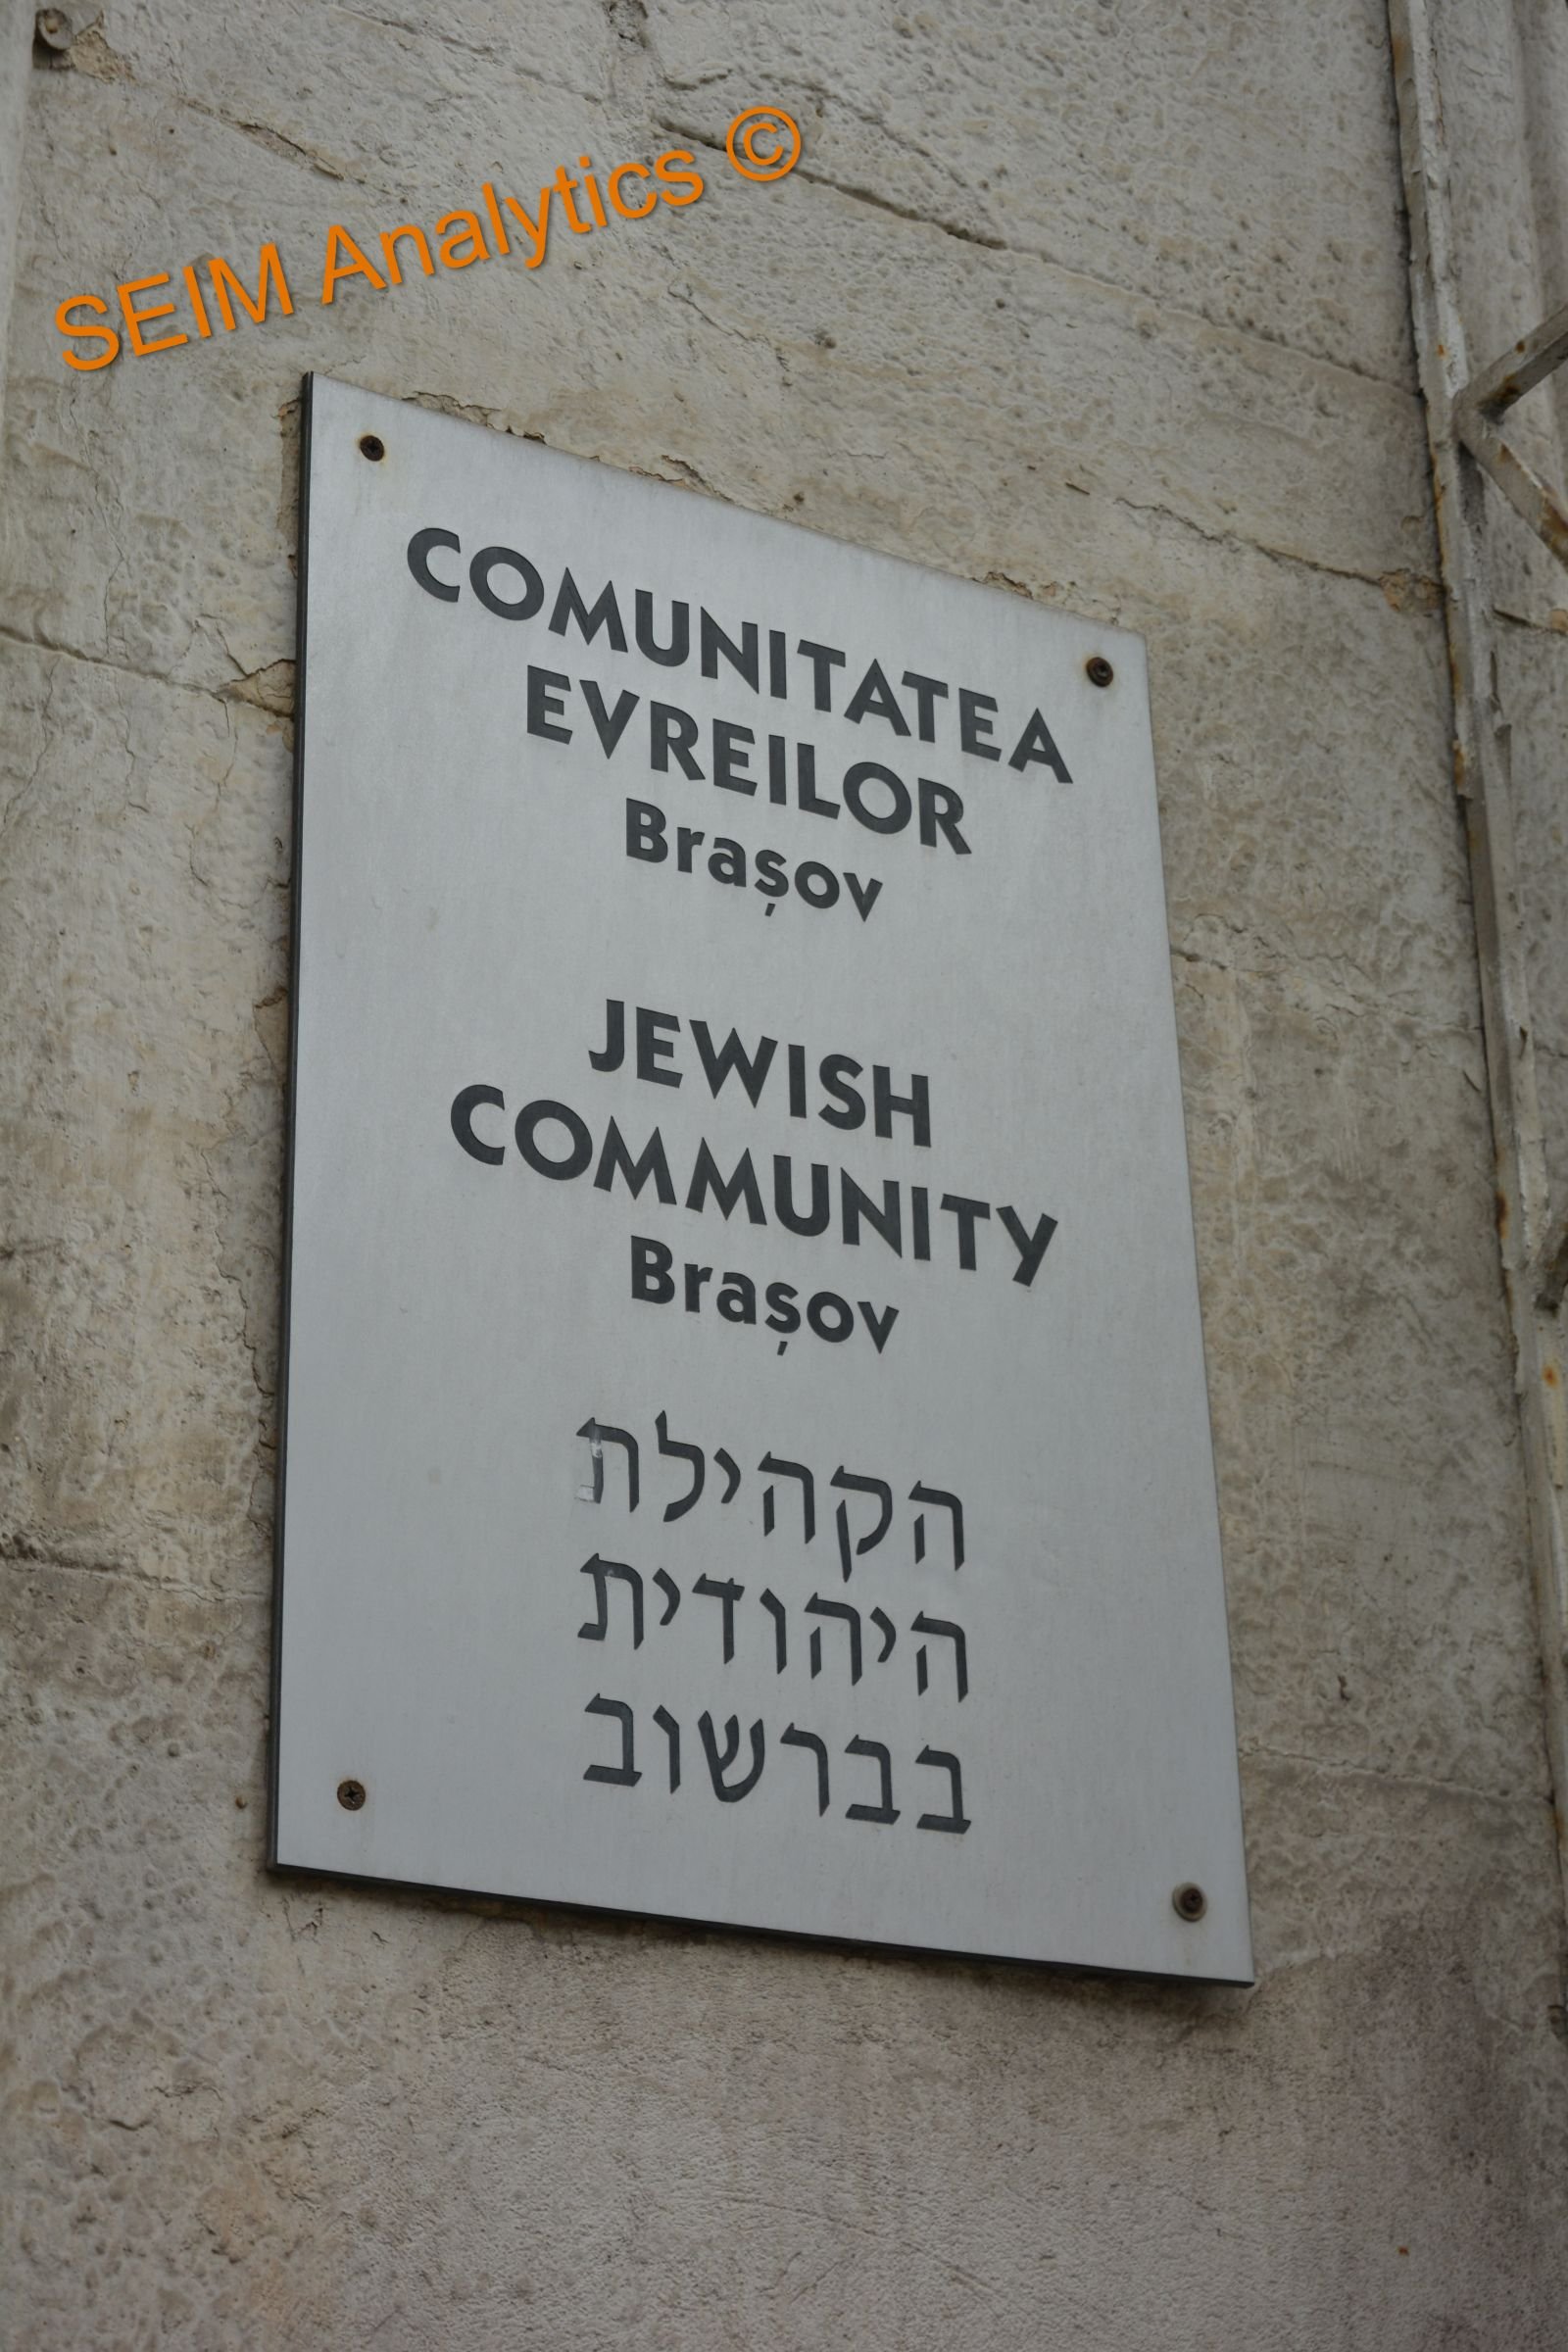 SEIM Analytics ©
COMUNITATEA
EVREILOR
Brașov
JEWISH
COMMUNITY
Brașov
הקהילת
היהודית
בברשוב